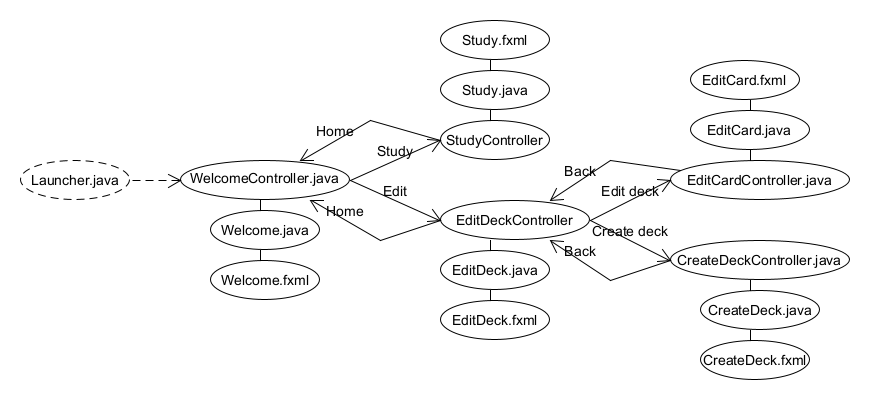 Study.fxml
Study.java
StudyController
Home
Study
Launcher.java
WelcomeController.java
Edit
Home
Welcome.java
Welcome.fxml
EditDeckController
EditDeck.java
EditDeck.fxml
EditCard.fxml
EditCard.java
EditCardController.java
Back
Edit deck
Create deck
Back
CreateDeckController.java
CreateDeck.java
CreateDeck.fxml